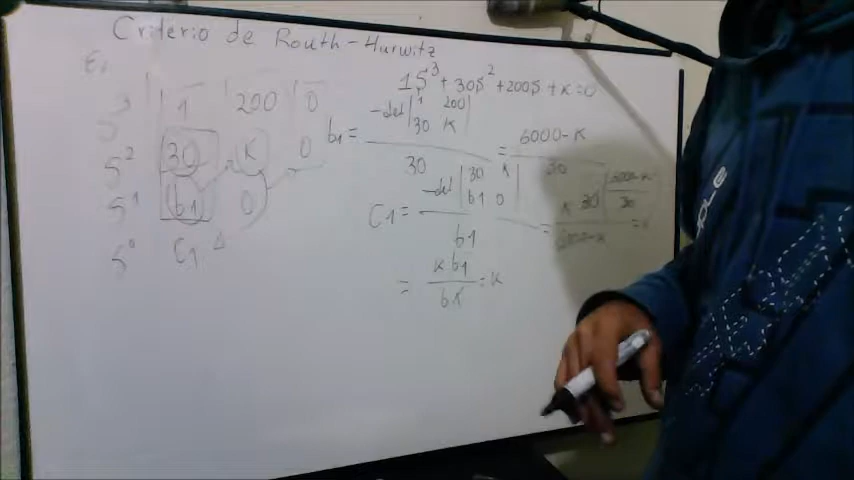 Critério de Routh-Hurwitz
1S³ + 30S² + 200S + K = 0
S³ 1 200 0
S² 30 K 0
S¹ b1 0
S⁰ C1
b1 = -det | 1 200 | = 6000-K
30 K
30 30
C1 = -det | 30 K |
b1 0
b1
= K b1 = K
b1